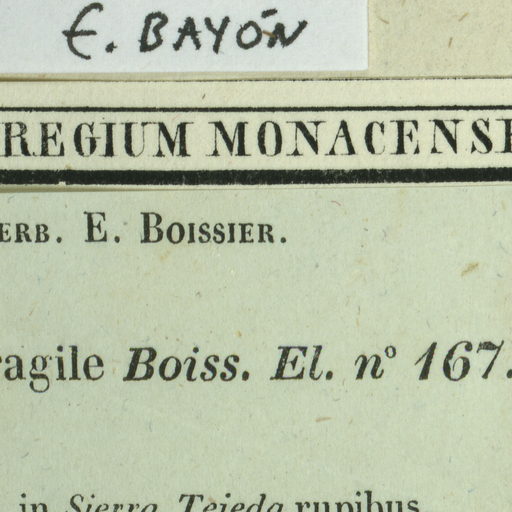 E. BAYÓN
REGIUM MONACENSE
ERB. E. BOISSIER.
ragile Boiss. El. nº 167.
in Sierra Tejeda rupibus